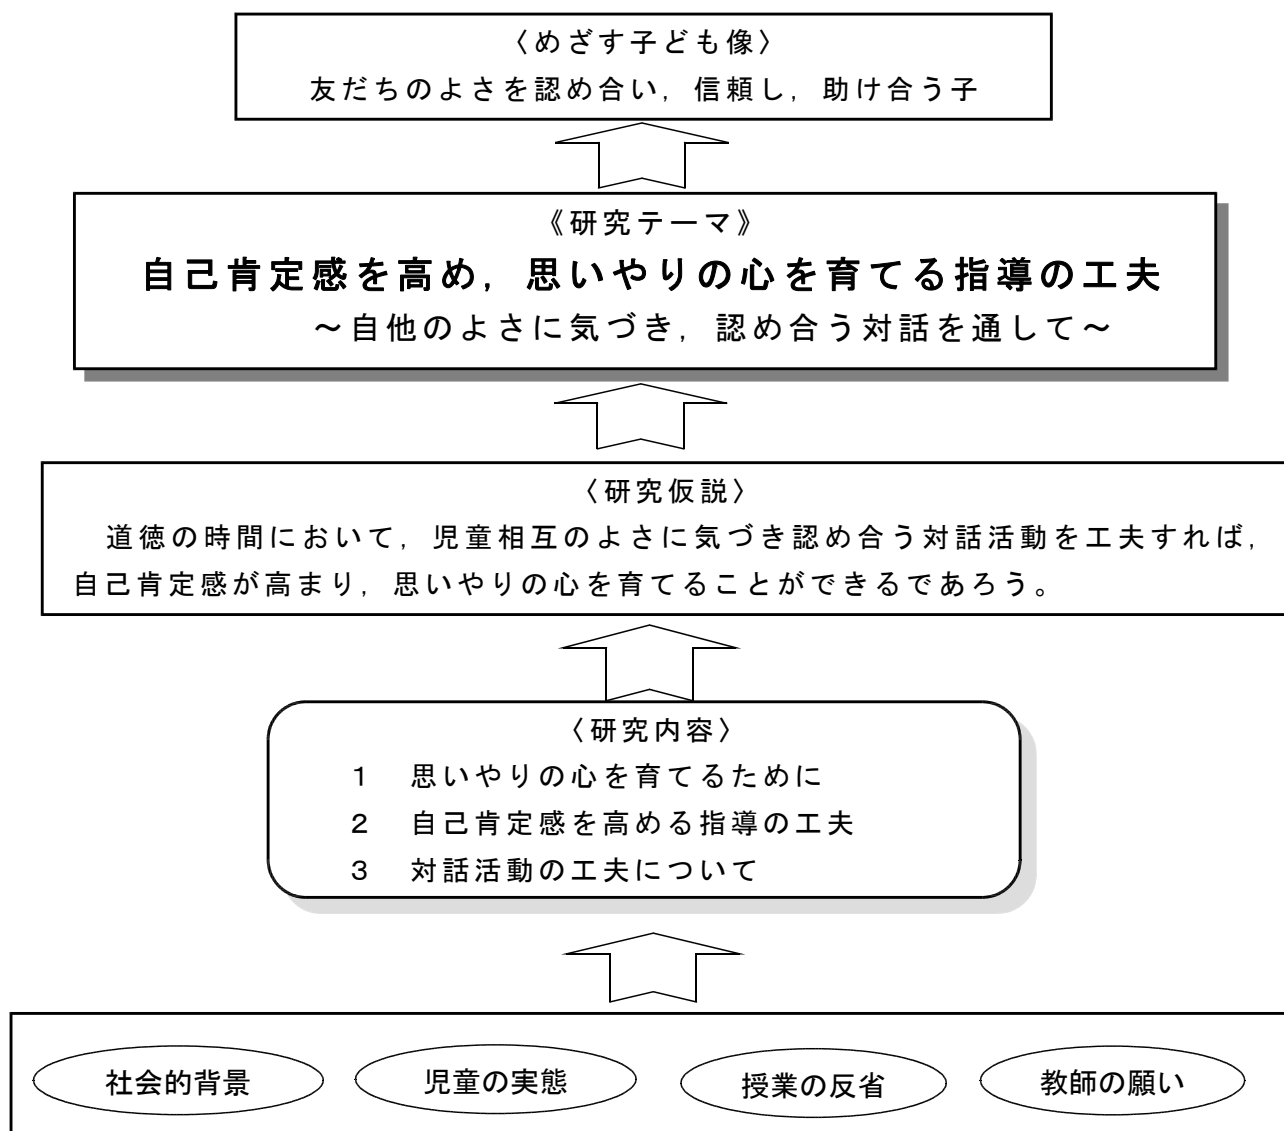 〈めざす子ども像〉
友だちのよさを認め合い，信頼し，助け合う子
《研究テーマ》
自己肯定感を高め，思いやりの心を育てる指導の工夫
～自他のよさに気づき，認め合う対話を通して～
〈研究仮説〉
道徳の時間において，児童相互のよさに気づき認め合う対話活動を工夫すれば，
自己肯定感が高まり，思いやりの心を育てることができるであろう。
〈研究内容〉
１　思いやりの心を育てるために
２　自己肯定感を高める指導の工夫
３　対話活動の工夫について
社会的背景　児童の実態　授業の反省　教師の願い